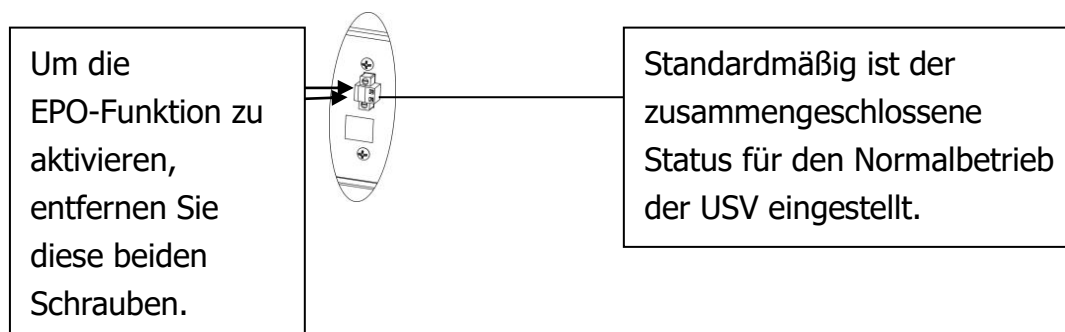 Um die
EPO-Funktion zu
aktivieren,
entfernen Sie
diese beiden
Schrauben.
Standardmäßig ist der
zusammengeschlossene
Status für den Normalbetrieb
der USV eingestellt.